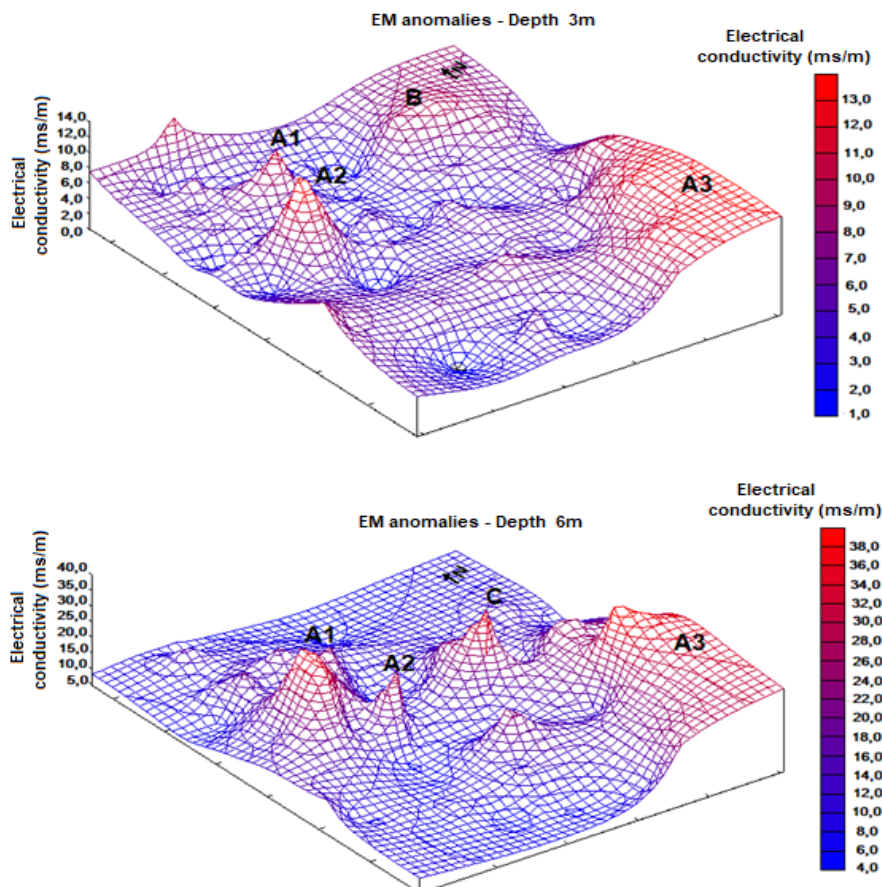 EM anomalies - Depth 3m
Electrical
conductivity (ms/m)
Electrical
conductivity (ms/m)
14,0
12,0
10,0
8,0
6,0
4,0
2,0
0,0
A1
A2
B
N
A3
13,0
11,0
10,0
9,0
8,0
7,0
6,0
5,0
4,0
3,0
2,0
1,0
EM anomalies - Depth 6m
Electrical
conductivity (ms/m)
Electrical
conductivity (ms/m)
40,0
35,0
30,0
25,0
20,0
15,0
10,0
5,0
A1
A2
C
N
A3
38,0
36,0
34,0
32,0
30,0
28,0
26,0
24,0
22,0
20,0
18,0
16,0
14,0
12,0
10,0
8,0
6,0
4,0